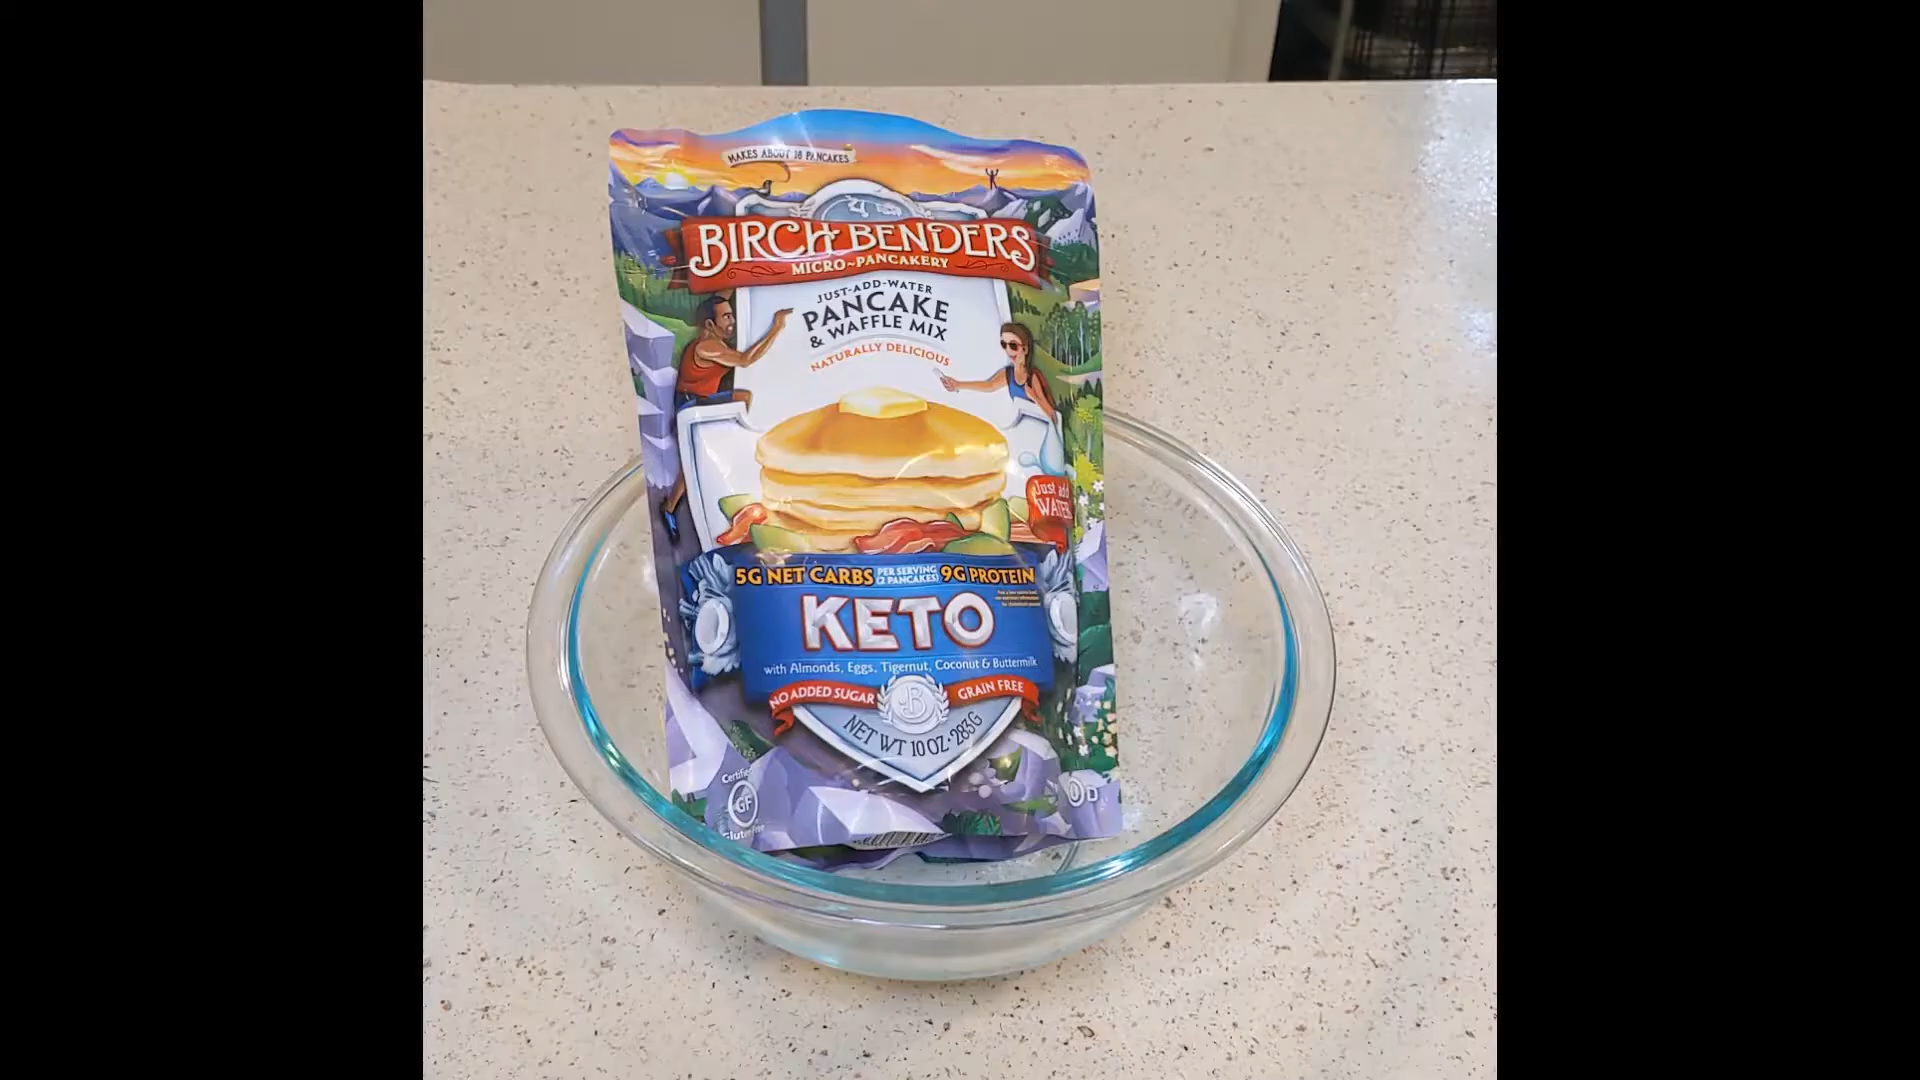 MAKES ABOUT 18 PANCAKES
BIRCH BENDERS
MICRO~PANCAKERY
JUST-ADD-WATER
PANCAKE
& WAFFLE MIX
NATURALLY DELICIOUS
Just add
WATER
5G NET CARBS PER SERVING (2 PANCAKES) 9G PROTEIN
KETO
with Almonds, Eggs, Tigernut, Coconut & Buttermilk
NO ADDED SUGAR B GRAIN FREE
NET WT 10 OZ • 283G
Certified
GF
Gluten Free
U D